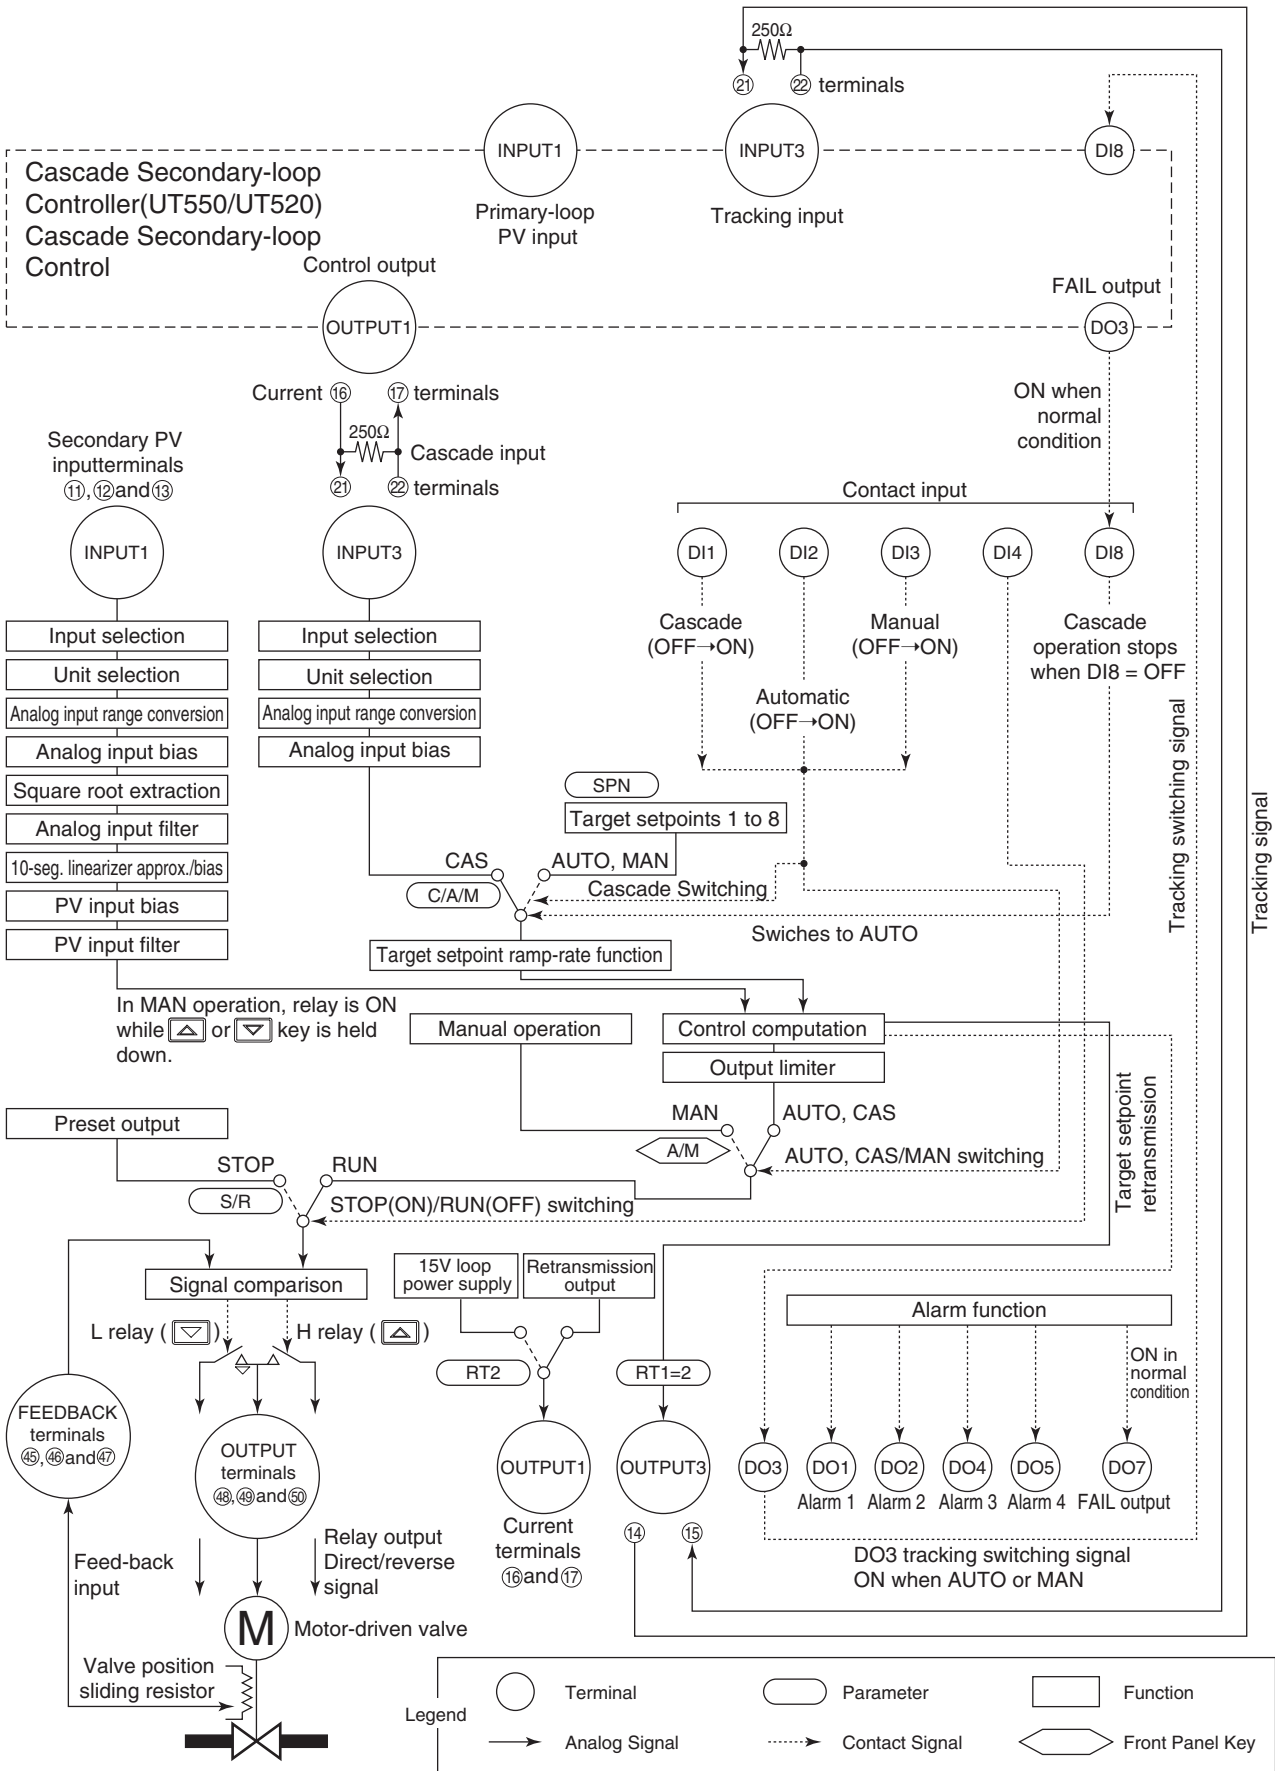 250Ω
㉑
㉒ terminals
INPUT1
INPUT3
DI8
Cascade Secondary-loop
Controller(UT550/UT520)
Cascade Secondary-loop
Control
Primary-loop
PV input
Tracking input
Control output
OUTPUT1
FAIL output
DO3
Current ⑯
⑰ terminals
250Ω
Cascade input
㉑
㉒ terminals
ON when
normal
condition
Secondary PV
inputterminals
⑪,⑫and⑬
INPUT1
INPUT3
Contact input
DI1
DI2
DI3
DI4
DI8
Cascade
(OFF→ON)
Automatic
(OFF→ON)
Manual
(OFF→ON)
Cascade
operation stops
when DI8 = OFF
Tracking switching signal
Tracking signal
Input selection
Unit selection
Analog input range conversion
Analog input bias
Square root extraction
Analog input filter
10-seg. linearizer approx./bias
PV input bias
PV input filter
Input selection
Unit selection
Analog input range conversion
Analog input bias
SPN
Target setpoints 1 to 8
CAS
AUTO, MAN
C/A/M
Cascade Switching
Swiches to AUTO
Target setpoint ramp-rate function
In MAN operation, relay is ON
while △ or ▽ key is held
down.
Manual operation
Control computation
Output limiter
Target setpoint
retransmission
Preset output
MAN
AUTO, CAS
A/M
AUTO, CAS/MAN switching
STOP
RUN
S/R
STOP(ON)/RUN(OFF) switching
Signal comparison
L relay ( ▽ )
H relay ( △ )
15V loop
power supply
Retransmission
output
RT2
RT1=2
Alarm function
ON in
normal
condition
FEEDBACK
terminals
㊺,㊻and㊼
OUTPUT
terminals
㊽,㊾and㊿
OUTPUT1
OUTPUT3
DO3
DO1
DO2
DO4
DO5
DO7
Alarm 1
Alarm 2
Alarm 3
Alarm 4
FAIL output
Current
terminals
⑯and⑰
⑭
⑮
DO3 tracking switching signal
ON when AUTO or MAN
Feed-back
input
Relay output
Direct/reverse
signal
M
Motor-driven valve
Valve position
sliding resistor
Legend
Terminal
Parameter
Function
Analog Signal
Contact Signal
Front Panel Key